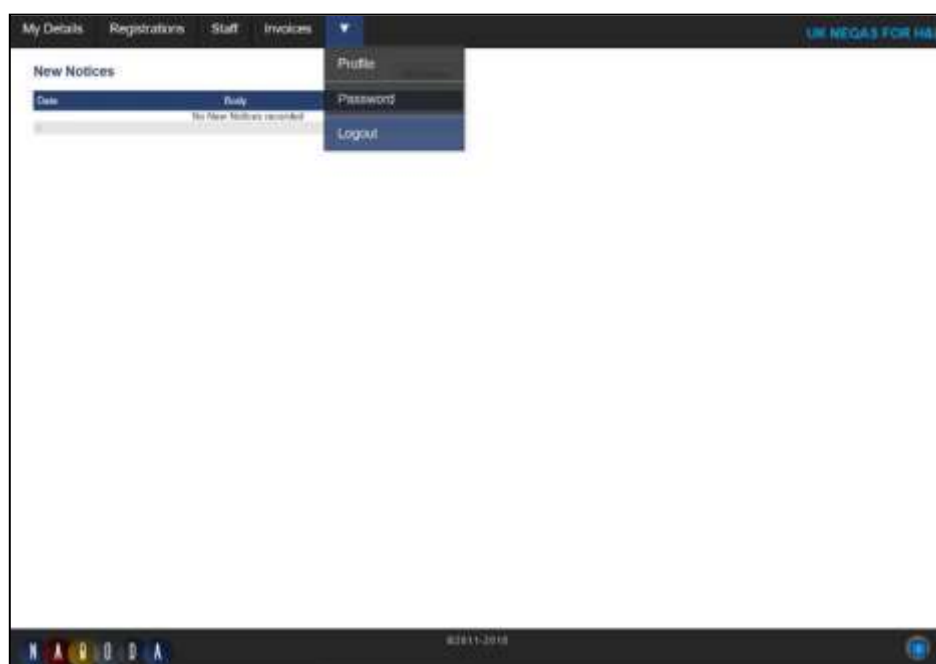 My Details Registrations Staff Invoices ▼ UK NEQAS FOR H&
Profile
New Notices
Date Body Password
No New Notices recorded
Logout
©2011-2018
N A Q O D A